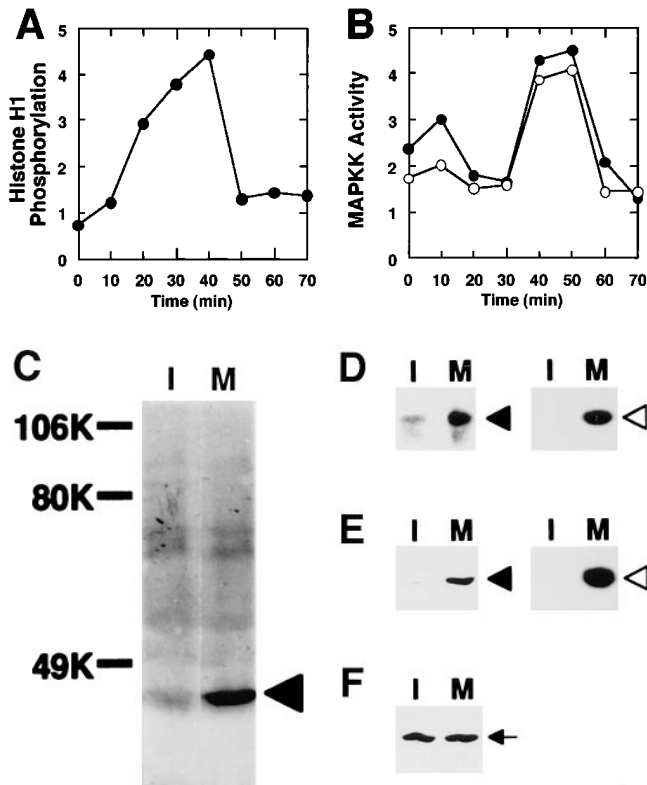 A
Histone H1
Phosphorylation
5
4
3
2
1
0
0 10 20 30 40 50 60 70
Time (min)
B
MAPKK Activity
5
4
3
2
1
0
0 10 20 30 40 50 60 70
Time (min)
C
I M
106K
80K
49K
D
I M
I M
E
I M
I M
F
I M